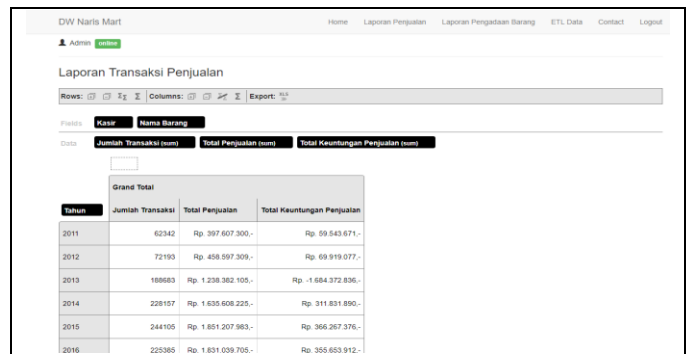 DW Naris Mart Home Laporan Penjualan Laporan Pengadaan Barang ETL Data Contact Logout
Admin online
Laporan Transaksi Penjualan
Rows: Σ Columns: Σ Export: XLS
Fields Kasir Nama Barang
Data Jumlah Transaksi (sum) Total Penjualan (sum) Total Keuntungan Penjualan (sum)
Grand Total
Tahun Jumlah Transaksi Total Penjualan Total Keuntungan Penjualan
2011 62342 Rp. 397.607.300,- Rp. 59.543.671,-
2012 72193 Rp. 458.597.309,- Rp. 69.919.077,-
2013 188683 Rp. 1.238.382.105,- Rp. -1.684.372.836,-
2014 228157 Rp. 1.635.608.225,- Rp. 311.831.890,-
2015 244105 Rp. 1.851.207.983,- Rp. 366.267.376,-
2016 225385 Rp. 1.831.039.705,- Rp. 355.653.912,-